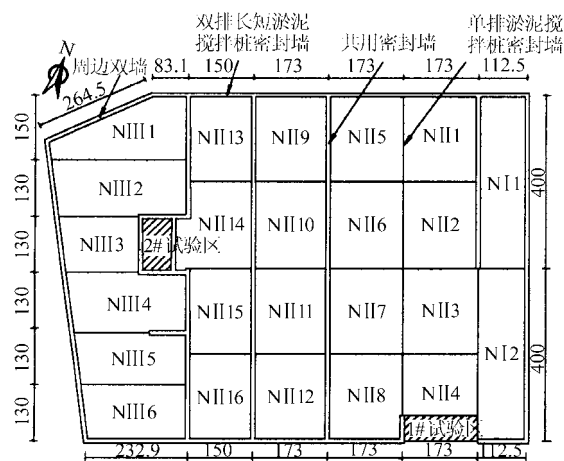 双排长短淤泥
搅拌桩密封墙
共用密封墙
单排淤泥搅
拌桩密封墙
N
周边双墙
264.5
83.1 150 173 173 173 112.5
150
130
130
130
130
130
NIII1
NIII2
NIII3
NIII4
NIII5
NIII6
2#试验区
NII13
NII14
NII15
NII16
NII9
NII10
NII11
NII12
NII5
NII6
NII7
NII8
NII1
NII2
NII3
NII4
1#试验区
NI1
NI2
400
400
232.9 150 173 173 173 112.5